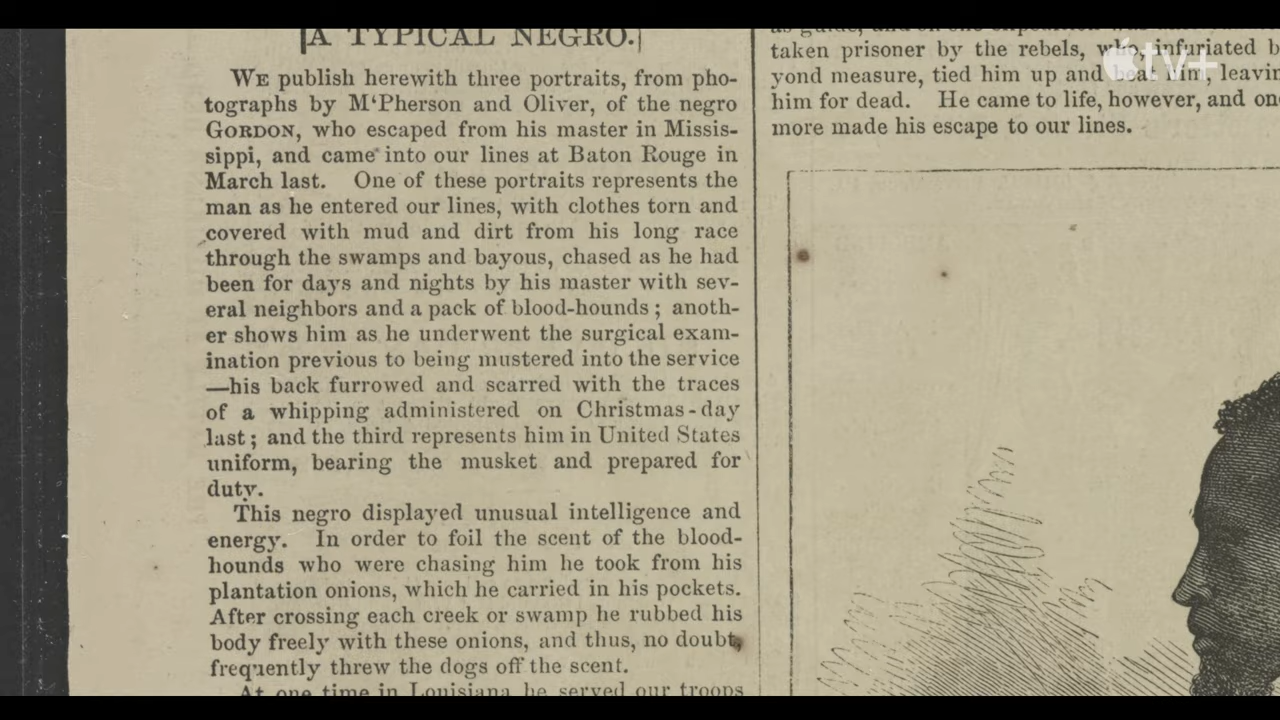 A TYPICAL NEGRO.
WE publish herewith three portraits, from pho-
tographs by M‘Pherson and Oliver, of the negro
GORDON, who escaped from his master in Missis-
sippi, and came into our lines at Baton Rouge in
March last. One of these portraits represents the
man as he entered our lines, with clothes torn and
covered with mud and dirt from his long race
through the swamps and bayous, chased as he had
been for days and nights by his master with sev-
eral neighbors and a pack of blood-hounds; anoth-
er shows him as he underwent the surgical exam-
ination previous to being mustered into the service
—his back furrowed and scarred with the traces
of a whipping administered on Christmas-day
last; and the third represents him in United States
uniform, bearing the musket and prepared for
duty.
This negro displayed unusual intelligence and
energy. In order to foil the scent of the blood-
hounds who were chasing him he took from his
plantation onions, which he carried in his pockets.
After crossing each creek or swamp he rubbed his
body freely with these onions, and thus, no doubt,
frequently threw the dogs off the scent.
At one time in Louisiana he served our troops
taken prisoner by the rebels, who, infuriated b
yond measure, tied him up and beat him, leavin
him for dead. He came to life, however, and on
more made his escape to our lines.
tv+